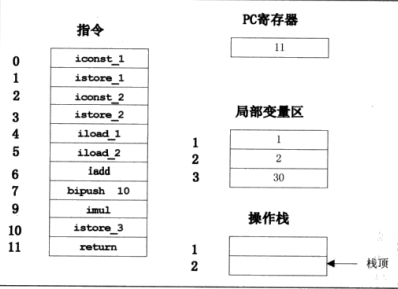 指令
0 iconst_1
1 istore_1
2 iconst_2
3 istore_2
4 iload_1
5 iload_2
6 iadd
7 bipush 10
9 imul
10 istore_3
11 return
PC寄存器
11
局部变量区
1 1
2 2
3 30
操作栈
1
2
栈顶